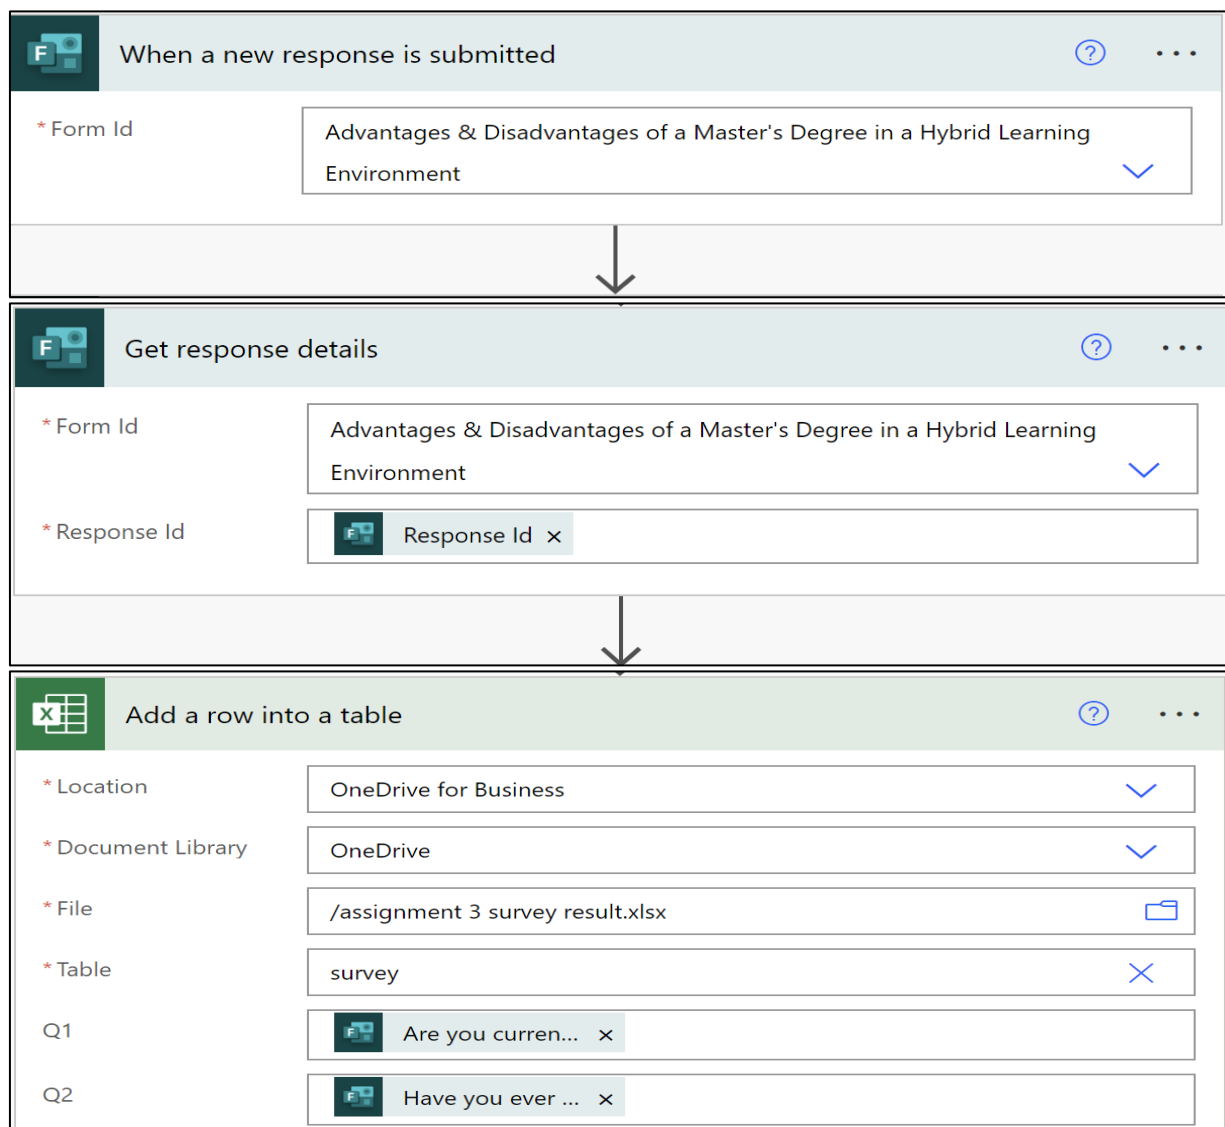 When a new response is submitted
* Form Id
Advantages & Disadvantages of a Master's Degree in a Hybrid Learning
Environment
Get response details
* Form Id
Advantages & Disadvantages of a Master's Degree in a Hybrid Learning
Environment
* Response Id
Response Id
Add a row into a table
* Location
OneDrive for Business
* Document Library
OneDrive
* File
/assignment 3 survey result.xlsx
* Table
survey
Q1
Are you curren...
Q2
Have you ever ...